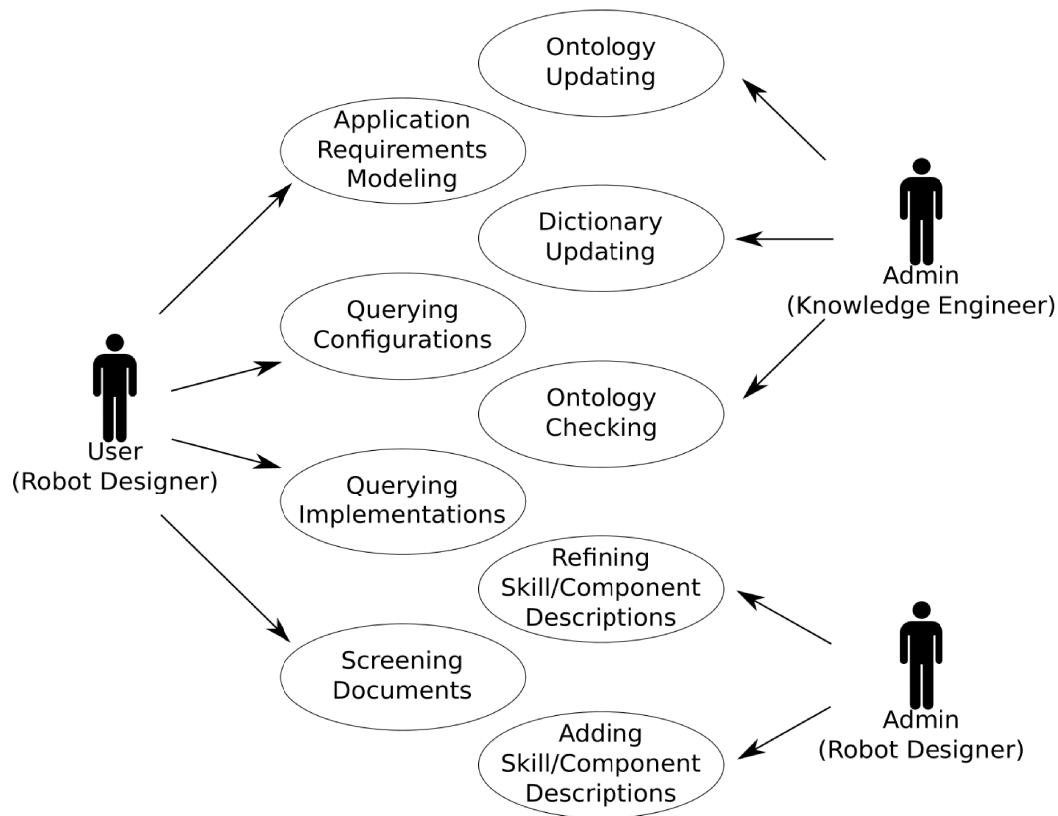 Ontology
Updating
Application
Requirements
Modeling
Dictionary
Updating
Admin
(Knowledge Engineer)
Querying
Configurations
Ontology
Checking
User
(Robot Designer)
Querying
Implementations
Refining
Skill/Component
Descriptions
Screening
Documents
Admin
(Robot Designer)
Adding
Skill/Component
Descriptions